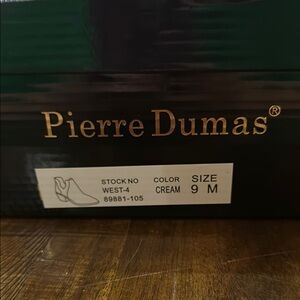 Pierre Dumas®
STOCK NO COLOR SIZE
WEST-4 CREAM 9 M
89881-105